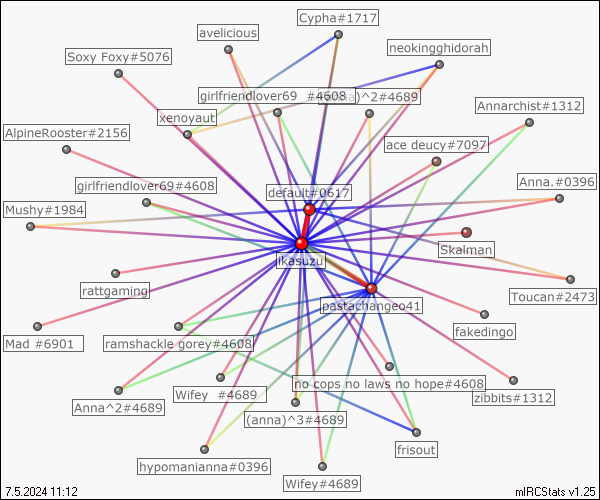 Cypha#1717
avelicious
neokingghidorah
Soxy Foxy#5076
girlfriendlover69 #4608
)^2#4689
Annarchist#1312
xenoyaut
AlpineRooster#2156
ace deucy#7097
girlfriendlover69#4608
default#0617
Anna.#0396
Mushy#1984
Skalman
ikasuzu
rattgaming
Toucan#2473
pastachangeo41
fakedingo
Mad #6901
ramshackle gorey#4608
no cops no laws no hope#4608
Wifey #4689
zibbits#1312
Anna^2#4689
(anna)^3#4689
frisout
hypomanianna#0396
Wifey#4689
7.5.2024 11:12
mIRCStats v1.25